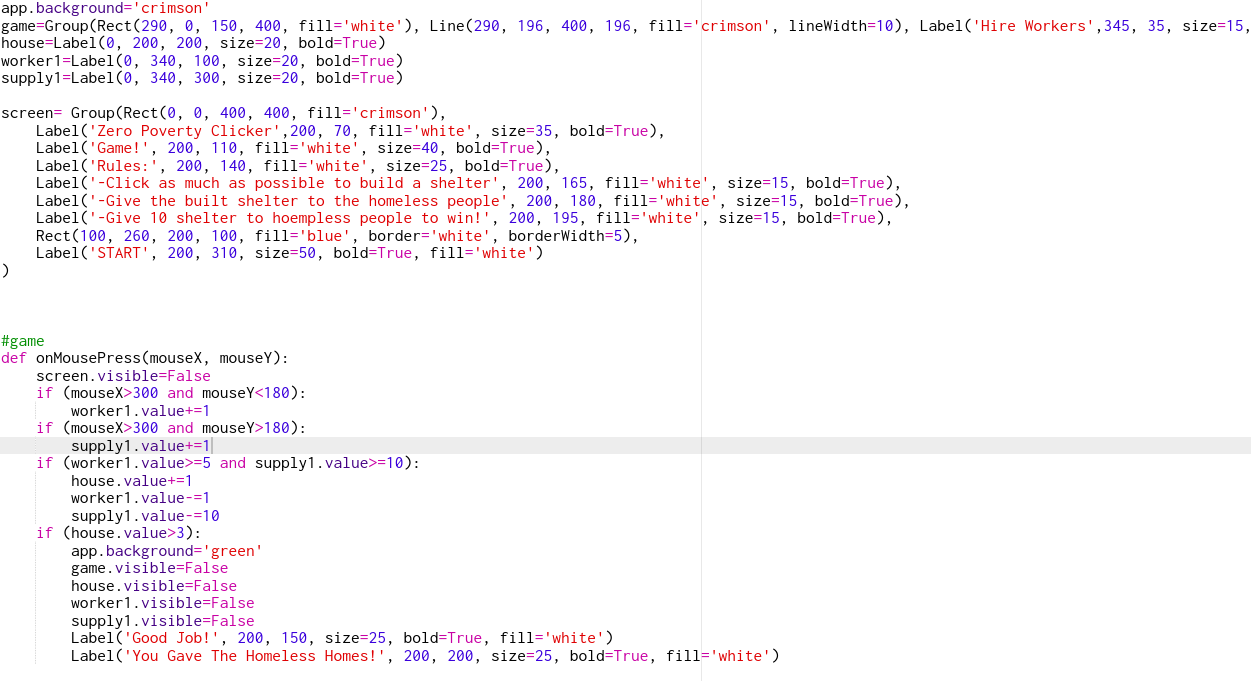 app.background='crimson'
game=Group(Rect(290, 0, 150, 400, fill='white'), Line(290, 196, 400, 196, fill='crimson', lineWidth=10), Label('Hire Workers',345, 35, size=15,
house=Label(0, 200, 200, size=20, bold=True)
worker1=Label(0, 340, 100, size=20, bold=True)
supply1=Label(0, 340, 300, size=20, bold=True)
screen= Group(Rect(0, 0, 400, 400, fill='crimson'),
    Label('Zero Poverty Clicker',200, 70, fill='white', size=35, bold=True),
    Label('Game!', 200, 110, fill='white', size=40, bold=True),
    Label('Rules:', 200, 140, fill='white', size=25, bold=True),
    Label('-Click as much as possible to build a shelter', 200, 165, fill='white', size=15, bold=True),
    Label('-Give the built shelter to the homeless people', 200, 180, fill='white', size=15, bold=True),
    Label('-Give 10 shelter to hoempless people to win!', 200, 195, fill='white', size=15, bold=True),
    Rect(100, 260, 200, 100, fill='blue', border='white', borderWidth=5),
    Label('START', 200, 310, size=50, bold=True, fill='white')
)
#game
def onMousePress(mouseX, mouseY):
    screen.visible=False
    if (mouseX>300 and mouseY<180):
        worker1.value+=1
    if (mouseX>300 and mouseY>180):
        supply1.value+=1
    if (worker1.value>=5 and supply1.value>=10):
        house.value+=1
        worker1.value-=1
        supply1.value-=10
    if (house.value>3):
        app.background='green'
        game.visible=False
        house.visible=False
        worker1.visible=False
        supply1.visible=False
        Label('Good Job!', 200, 150, size=25, bold=True, fill='white')
        Label('You Gave The Homeless Homes!', 200, 200, size=25, bold=True, fill='white')